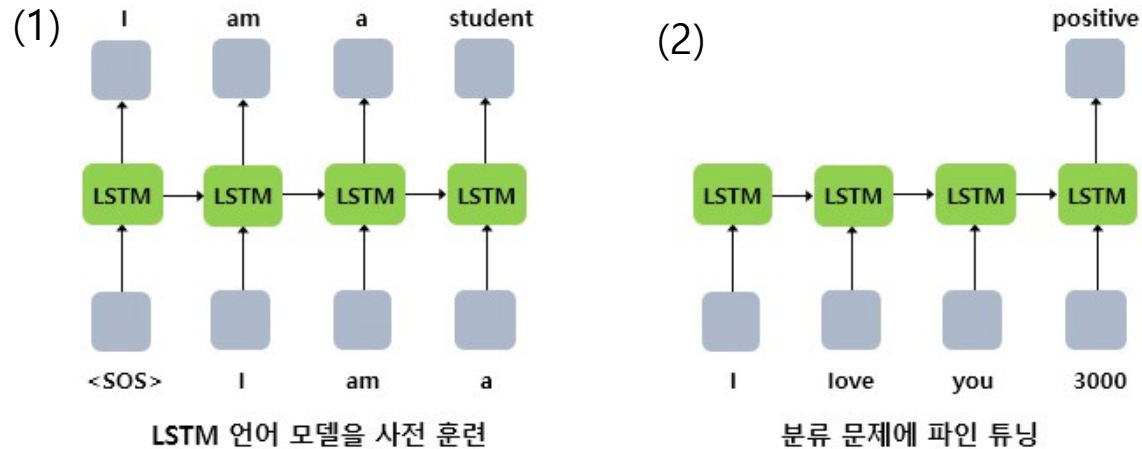 (1)
I am a student
LSTM LSTM LSTM LSTM
<SOS> I am a
LSTM 언어 모델을 사전 훈련
(2)
positive
LSTM LSTM LSTM LSTM
I love you 3000
분류 문제에 파인 튜닝